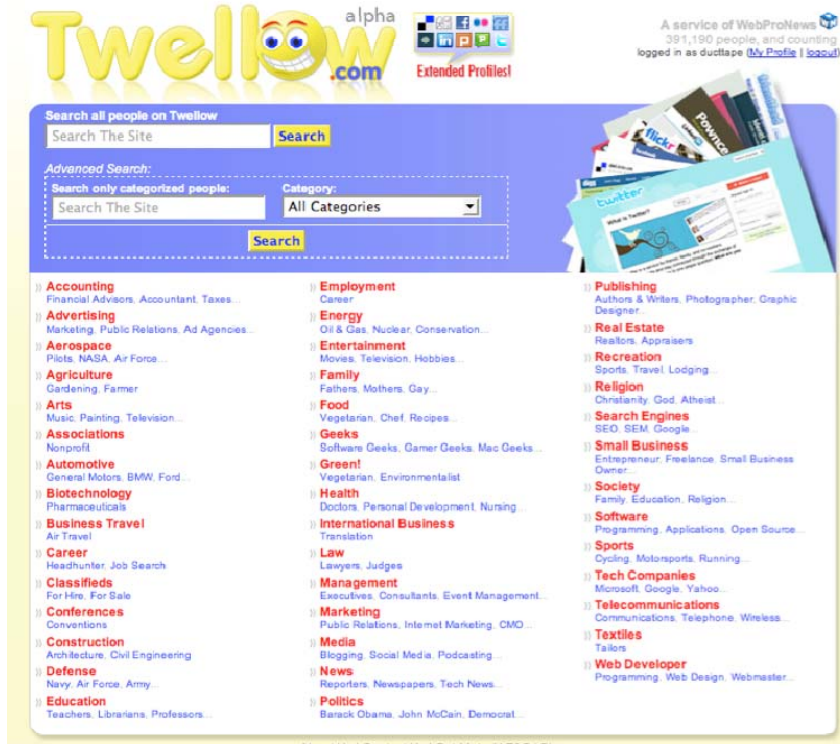 Twellow
alpha
.com
Extended Profiles!
A service of WebProNews
391,190 people, and counting
logged in as ducttape (My Profile || logout)
Search all people on Twellow
Search The Site
Search
Advanced Search:
Search only categorized people:
Category:
Search The Site
All Categories
Search
flickr
Pownce
digg
twitter
What is Twitter?
Accounting
Financial Advisors, Accountant, Taxes...
Advertising
Marketing, Public Relations, Ad Agencies...
Aerospace
Pilots, NASA, Air Force...
Agriculture
Gardening, Farmer
Arts
Music, Painting, Television...
Associations
Nonprofit
Automotive
General Motors, BMW, Ford...
Biotechnology
Pharmaceuticals
Business Travel
Air Travel
Career
Headhunter, Job Search
Classifieds
For Hire, For Sale
Conferences
Conventions
Construction
Architecture, Civil Engineering
Defense
Navy, Air Force, Army...
Education
Teachers, Librarians, Professors...
Employment
Career
Energy
Oil & Gas, Nuclear, Conservation...
Entertainment
Movies, Television, Hobbies...
Family
Fathers, Mothers, Gay...
Food
Vegetarian, Chef, Recipes...
Geeks
Software Geeks, Gamer Geeks, Mac Geeks...
Green!
Vegetarian, Environmentalist
Health
Doctors, Personal Development, Nursing...
International Business
Translation
Law
Lawyers, Judges
Management
Executives, Consultants, Event Management...
Marketing
Public Relations, Internet Marketing, CMO...
Media
Blogging, Social Media, Podcasting...
News
Reporters, Newspapers, Tech News...
Politics
Barack Obama, John McCain, Democrat...
Publishing
Authors & Writers, Photographer, Graphic
Designer...
Real Estate
Realtors, Appraisers
Recreation
Sports, Travel, Lodging...
Religion
Christianity, God, Atheist...
Search Engines
SEO, SEM, Google...
Small Business
Entrepreneur, Freelance, Small Business
Owner...
Society
Family, Education, Religion...
Software
Programming, Applications, Open Source...
Sports
Cycling, Motorsports, Running...
Tech Companies
Microsoft, Google, Yahoo...
Telecommunications
Communications, Telephone, Wireless...
Textiles
Tailors
Web Developer
Programming, Web Design, Webmaster...